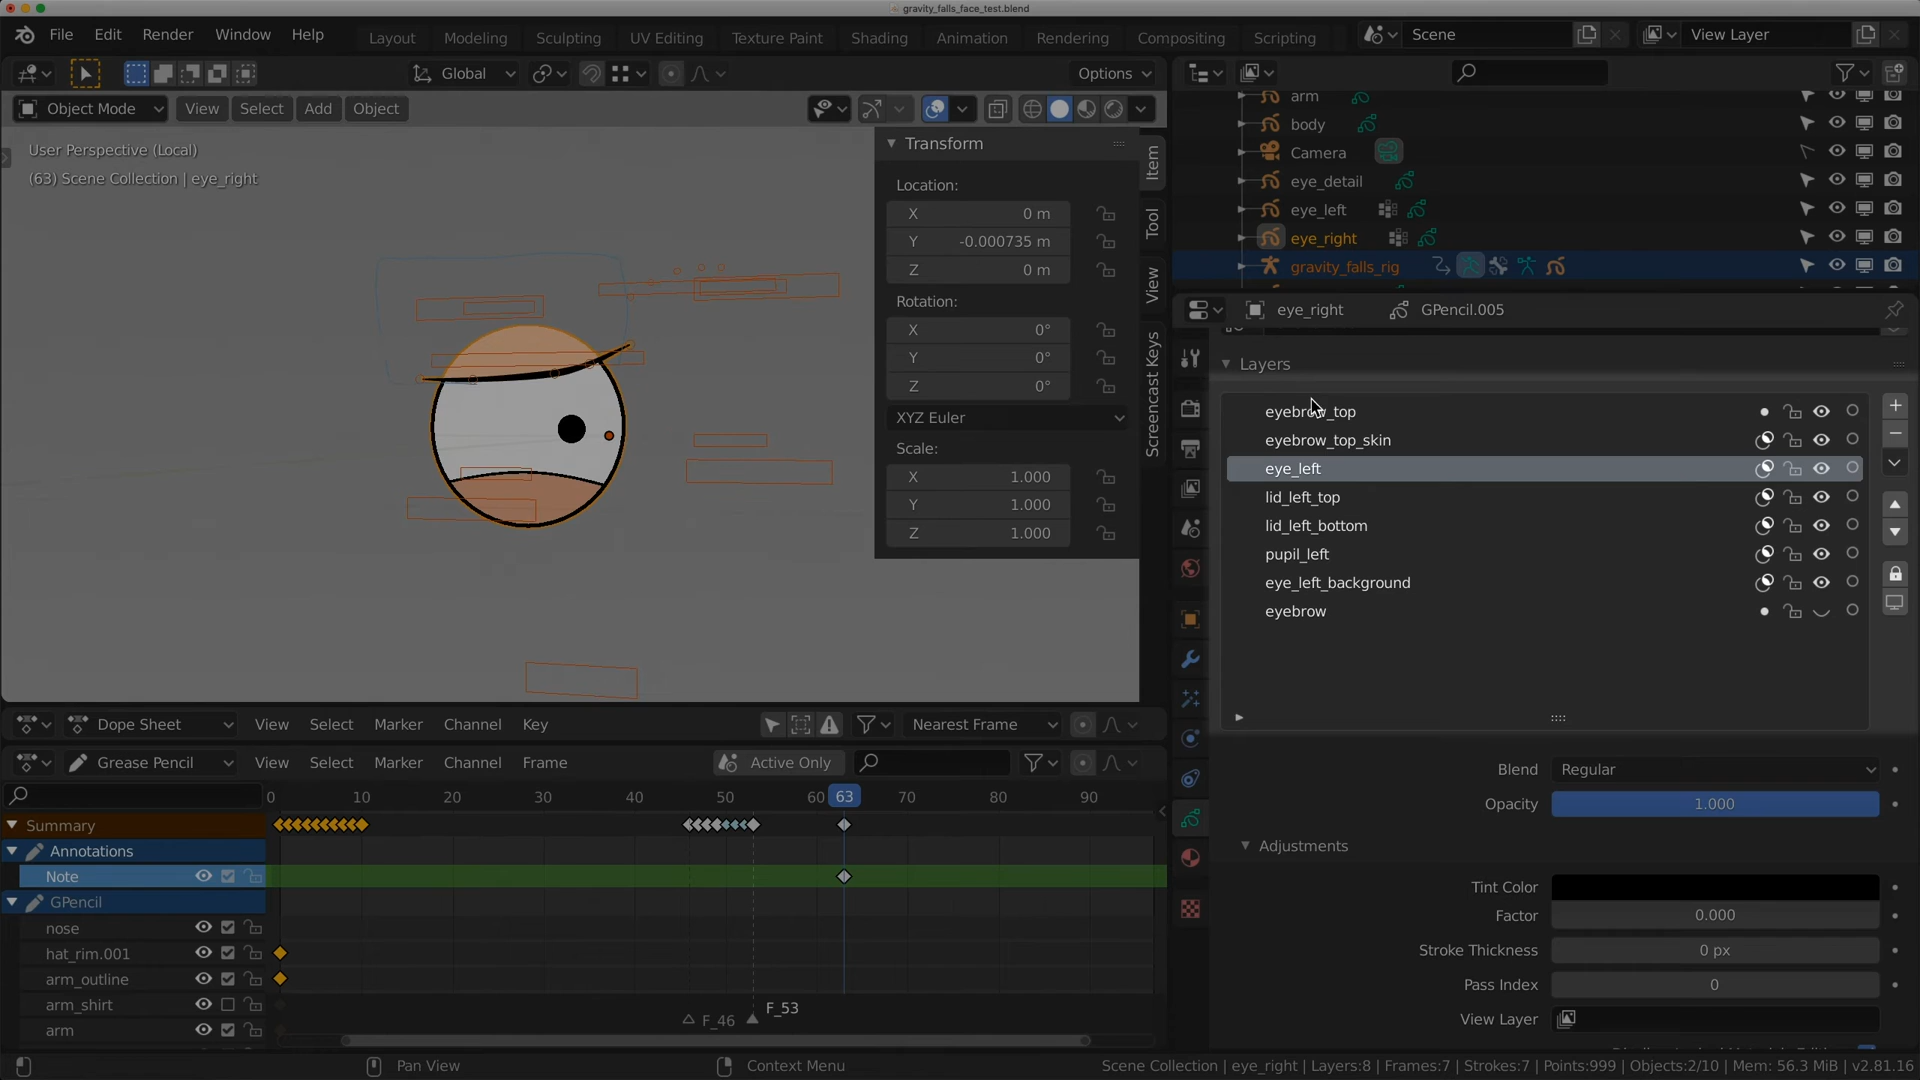 gravity_falls_face_test.blend
File Edit Render Window Help Layout Modeling Sculpting UV Editing Texture Paint Shading Animation Rendering Compositing Scripting Scene View Layer
Global Options
Object Mode View Select Add Object
User Perspective (Local)
(63) Scene Collection | eye_right
Transform
Location:
X 0 m
Y -0.000735 m
Z 0 m
Rotation:
X 0°
Y 0°
Z 0°
XYZ Euler
Scale:
X 1.000
Y 1.000
Z 1.000
Item
Tool
View
Screencast Keys
arm
body
Camera
eye_detail
eye_left
eye_right
gravity_falls_rig
eye_right GPencil.005
Layers
eyebrow_top
eyebrow_top_skin
eye_left
lid_left_top
lid_left_bottom
pupil_left
eye_left_background
eyebrow
Blend Regular
Opacity 1.000
Adjustments
Tint Color
Factor 0.000
Stroke Thickness 0 px
Pass Index 0
View Layer
Dope Sheet View Select Marker Channel Key Nearest Frame
Grease Pencil View Select Marker Channel Frame Active Only
0 10 20 30 40 50 60 63 70 80 90
Summary
Annotations
Note
GPencil
nose
hat_rim.001
arm_outline
arm_shirt
arm
F_46 F_53
Pan View Context Menu Scene Collection | eye_right | Layers:8 | Frames:7 | Strokes:7 | Points:999 | Objects:2/10 | Mem: 56.3 MiB | v2.81.16